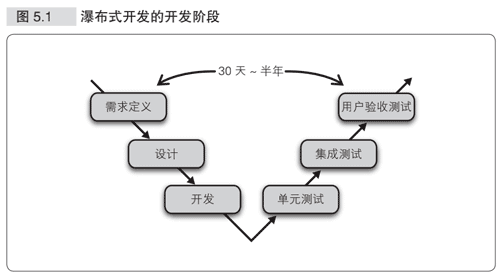 图 5.1 瀑布式开发的开发阶段
30 天 ~ 半年
需求定义
用户验收测试
设计
集成测试
开发
单元测试